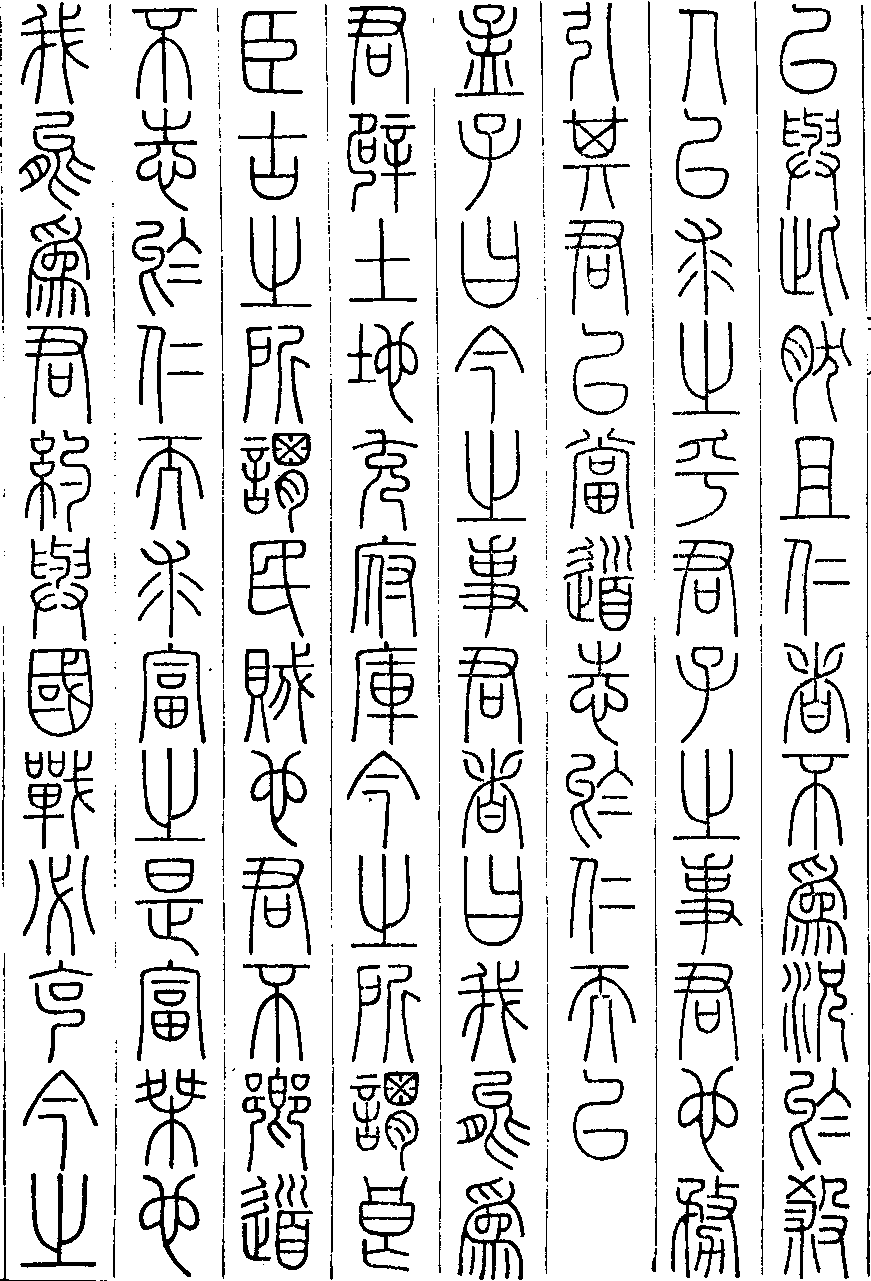 以與此然且仁者不爲況於殺
人以求之乎君子之事君也務
引其君以當道志於仁而已
孟子曰今之事君者曰我能爲
君辟土地充府庫今之所謂良
臣古之所謂民賊也君不鄉道
不志於仁而求富之是富桀也
我能爲君約與國戰必克今之